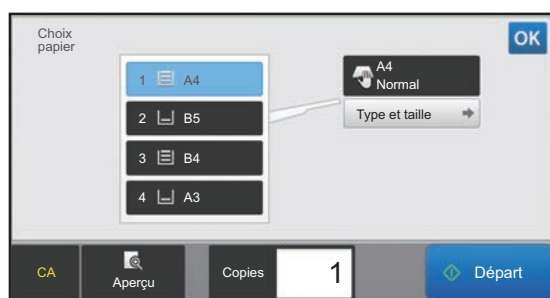 Choix
papier
OK
1 A4
2 B5
3 B4
4 A3
A4
Normal
Type et taille
CA
Aperçu
Copies
1
Départ